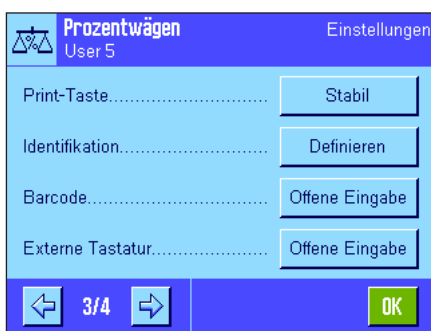 Prozentwägen
Einstellungen
User 5
Print-Taste........................... Stabil
Identifikation......................... Definieren
Barcode............................... Offene Eingabe
Externe Tastatur..................... Offene Eingabe
3/4 OK